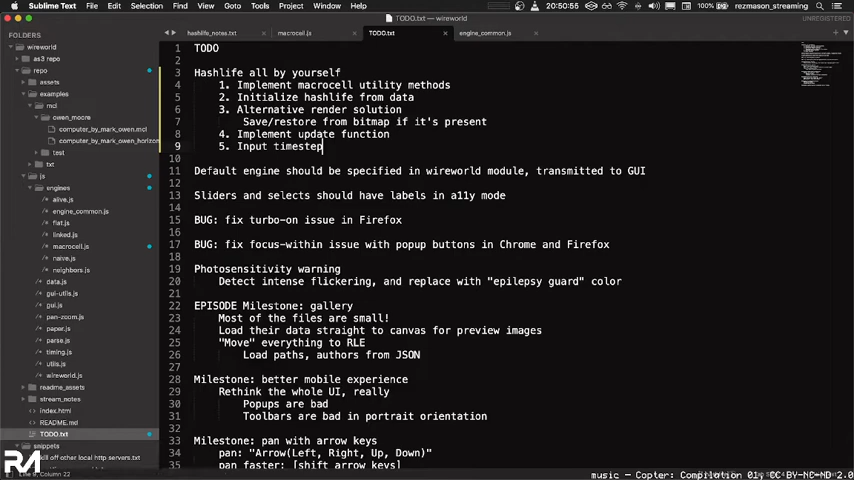 Sublime Text File Edit Selection Find View Goto Tools Project Window Help 100% rezmason_streaming
TODO.txt — wireworld
UNREGISTERED
hashlife_notes.txt macrocell.js TODO.txt engine_common.js
FOLDERS
wireworld
as3 repo
repo
assets
examples
mcl
owen_moore
computer_by_mark_owen.mcl
computer_by_mark_owen_horizon
test
txt
js
engines
alive.js
engine_common.js
flat.js
linked.js
macrocell.js
naive.js
neighbors.js
data.js
gui-utils.js
gui.js
pan-zoom.js
paper.js
parse.js
timing.js
utils.js
wireworld.js
readme_assets
stream_notes
index.html
README.md
TODO.txt
snippets
kill off other local http servers.txt
1 TODO
2
3 Hashlife all by yourself
4 1. Implement macrocell utility methods
5 2. Initialize hashlife from data
6 3. Alternative render solution
7 Save/restore from bitmap if it's present
8 4. Implement update function
9 5. Input timestep
10
11 Default engine should be specified in wireworld module, transmitted to GUI
12
13 Sliders and selects should have labels in a11y mode
14
15 BUG: fix turbo-on issue in Firefox
16
17 BUG: fix focus-within issue with popup buttons in Chrome and Firefox
18
19 Photosensitivity warning
20 Detect intense flickering, and replace with "epilepsy guard" color
21
22 EPISODE Milestone: gallery
23 Most of the files are small!
24 Load their data straight to canvas for preview images
25 "Move" everything to RLE
26 Load paths, authors from JSON
27
28 Milestone: better mobile experience
29 Rethink the whole UI, really
30 Popups are bad
31 Toolbars are bad in portrait orientation
32
33 Milestone: pan with arrow keys
34 pan: "Arrow(Left, Right, Up, Down)"
35 pan faster: [shift arrow keys]
Line 9, Column 22
music - Copter: Compilation 01, CC BY-NC-ND 2.0